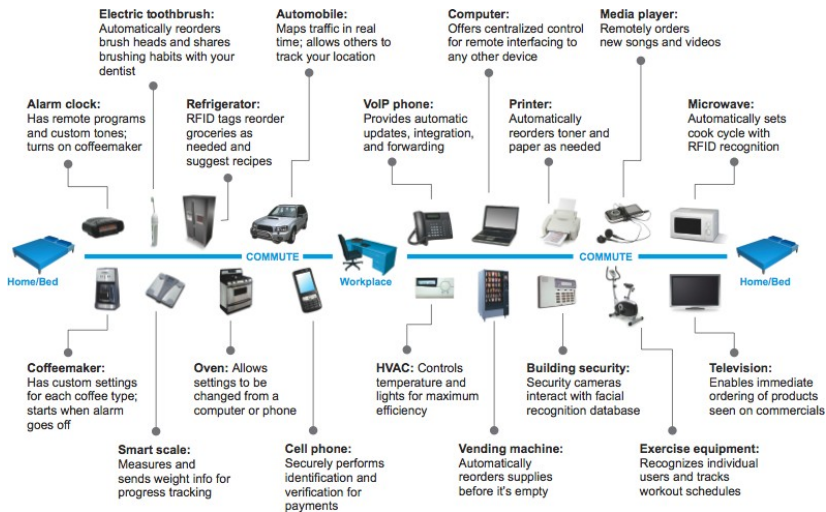 Electric toothbrush:
Automatically reorders
brush heads and shares
brushing habits with your
dentist
Automobile:
Maps traffic in real
time; allows others to
track your location
Computer:
Offers centralized control
for remote interfacing to
any other device
Media player:
Remotely orders
new songs and videos
Alarm clock:
Has remote programs
and custom tones;
turns on coffeemaker
Refrigerator:
RFID tags reorder
groceries as
needed and
suggest recipes
VoIP phone:
Provides automatic
updates, integration,
and forwarding
Printer:
Automatically
reorders toner and
paper as needed
Microwave:
Automatically sets
cook cycle with
RFID recognition
COMMUTE
COMMUTE
Home/Bed
Workplace
Home/Bed
Coffeemaker:
Has custom settings
for each coffee type;
starts when alarm
goes off
Oven: Allows
settings to be
changed from a
computer or phone
HVAC: Controls
temperature and
lights for maximum
efficiency
Building security:
Security cameras
interact with facial
recognition database
Television:
Enables immediate
ordering of products
seen on commercials
Smart scale:
Measures and
sends weight info for
progress tracking
Cell phone:
Securely performs
identification and
verification for
payments
Vending machine:
Automatically
reorders supplies
before it's empty
Exercise equipment:
Recognizes individual
users and tracks
workout schedules